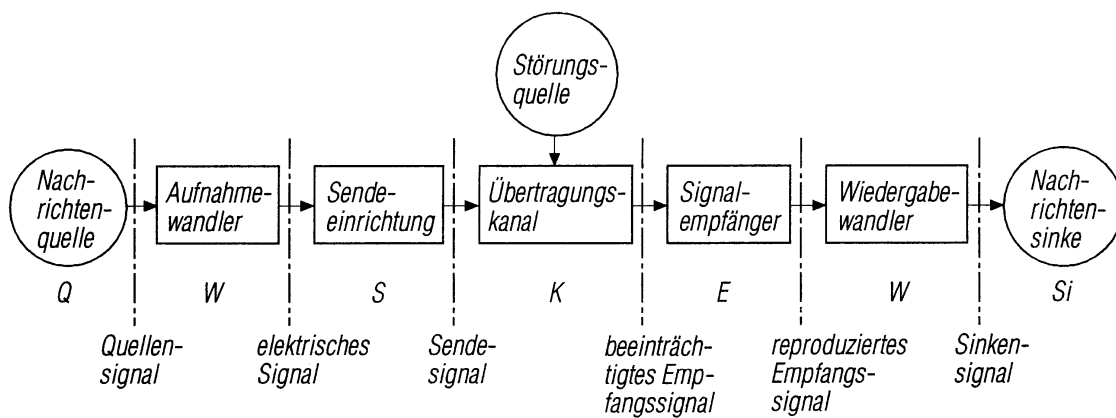 Störungs-
quelle
Nach-
richten-
quelle
Aufnahme-
wandler
Sende-
einrichtung
Übertragungs-
kanal
Signal-
empfänger
Wiedergabe-
wandler
Nach-
richten-
sinke
Q
W
S
K
E
W
Si
Quellen-
signal
elektrisches
Signal
Sende-
signal
beeinträch-
tigtes Emp-
fangssignal
reproduziertes
Empfangs-
signal
Sinken-
signal